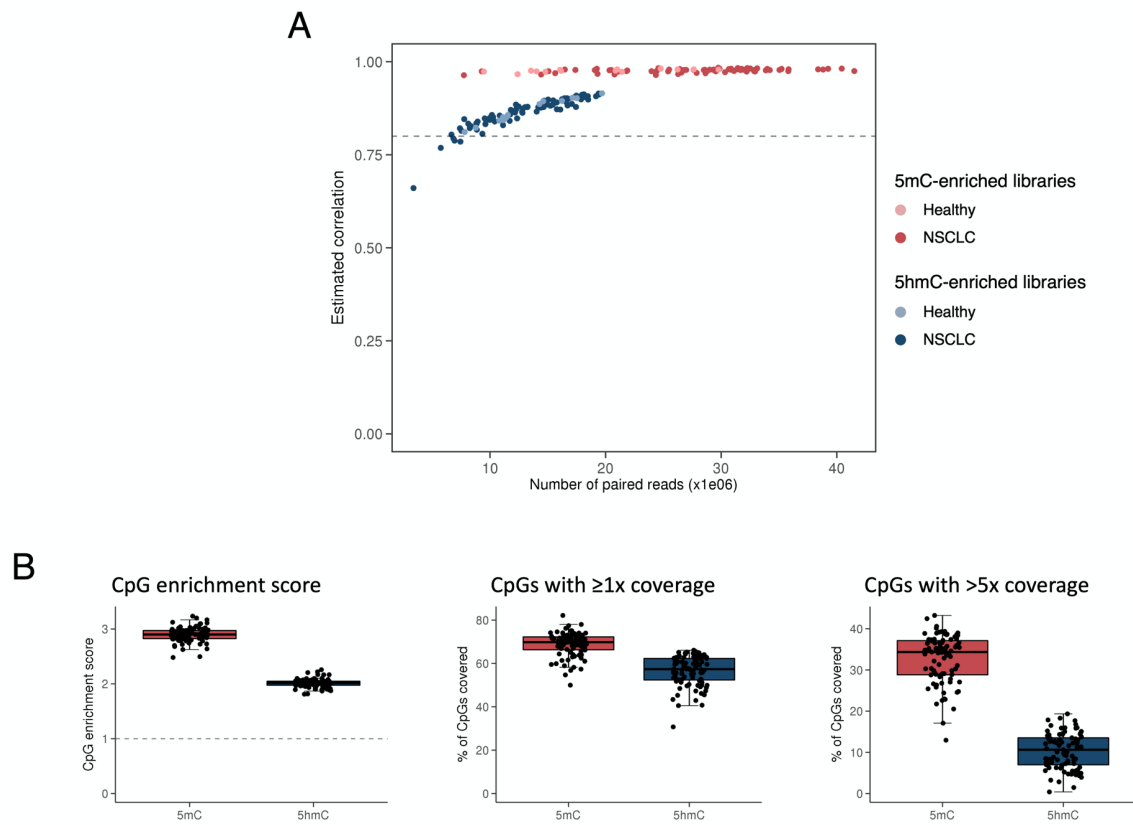 A
1.00
0.75
0.50
0.25
0.00
Estimated correlation
10 20 30 40
Number of paired reads (x1e06)
5mC-enriched libraries
Healthy
NSCLC
5hmC-enriched libraries
Healthy
NSCLC
B
CpG enrichment score
3
2
1
0
CpG enrichment score
5mC 5hmC
CpGs with ≥1x coverage
80
60
40
20
0
% of CpGs covered
5mC 5hmC
CpGs with >5x coverage
40
30
20
10
0
% of CpGs covered
5mC 5hmC